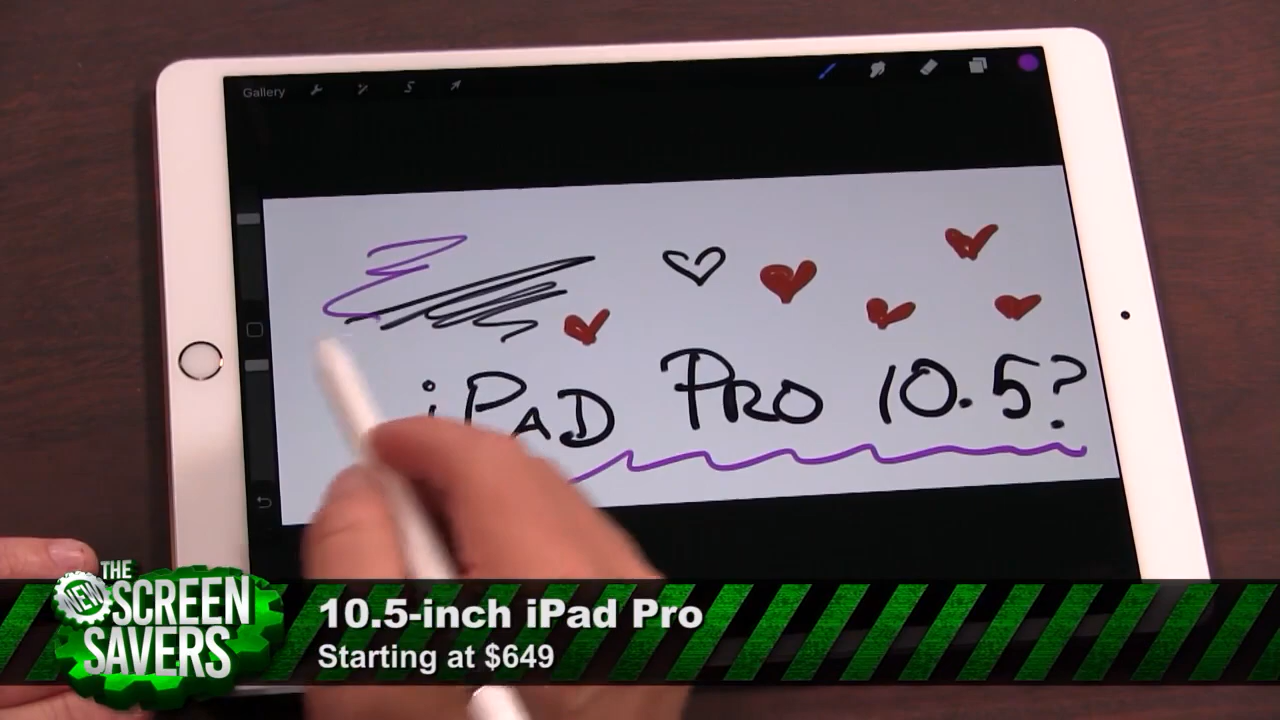 Gallery
iPAD PRO 10.5?
THE
NEW
SCREEN
SAVERS
10.5-inch iPad Pro
Starting at $649